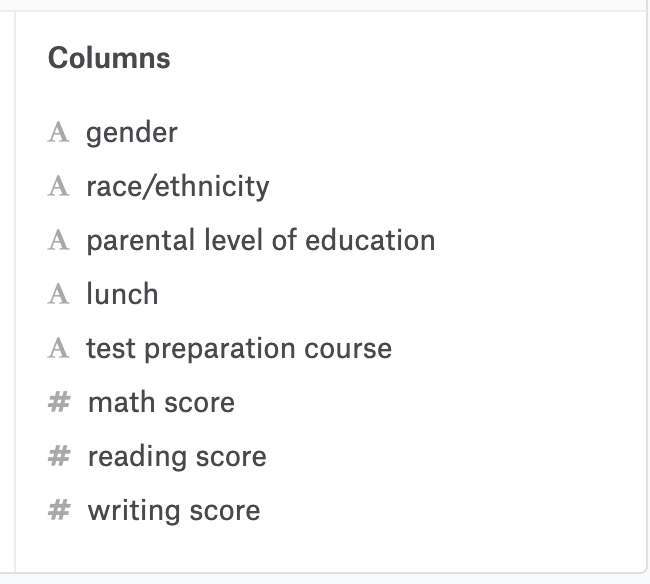 Columns
A gender
A race/ethnicity
A parental level of education
A lunch
A test preparation course
# math score
# reading score
# writing score